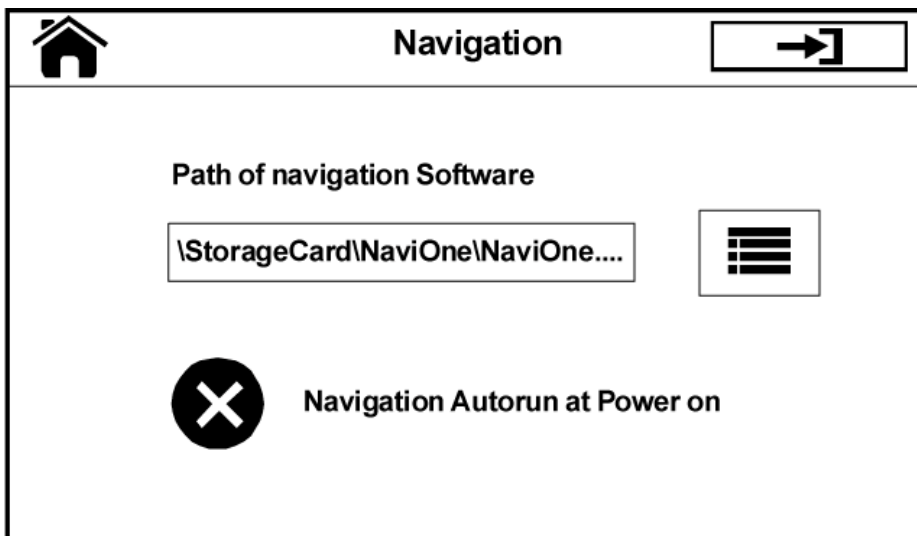 Navigation
Path of navigation Software
\StorageCard\NaviOne\NaviOne....
Navigation Autorun at Power on